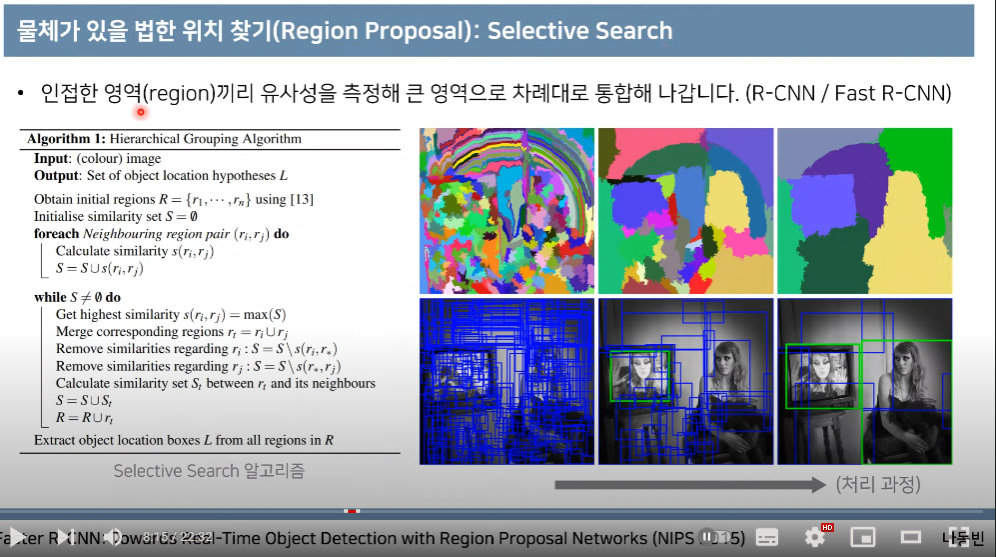 물체가 있을 법한 위치 찾기(Region Proposal): Selective Search
• 인접한 영역(region)끼리 유사성을 측정해 큰 영역으로 차례대로 통합해 나갑니다. (R-CNN / Fast R-CNN)
Algorithm 1: Hierarchical Grouping Algorithm
Input: (colour) image
Output: Set of object location hypotheses L
Obtain initial regions R = {r₁,⋯,rₙ} using [13]
Initialise similarity set S = ∅
foreach Neighbouring region pair (rᵢ,rⱼ) do
Calculate similarity s(rᵢ,rⱼ)
S = S∪s(rᵢ,rⱼ)
while S ≠ ∅ do
Get highest similarity s(rᵢ,rⱼ) = max(S)
Merge corresponding regions rₜ = rᵢ∪rⱼ
Remove similarities regarding rᵢ : S = S\s(rᵢ,r*)
Remove similarities regarding rⱼ : S = S\s(r*,rⱼ)
Calculate similarity set Sₜ between rₜ and its neighbours
S = S∪Sₜ
R = R∪rₜ
Extract object location boxes L from all regions in R
Selective Search 알고리즘
(처리 과정)
8:15 / 22:32
HD
Faster R-CNN: Towards Real-Time Object Detection with Region Proposal Networks (NIPS 2015)
나동빈